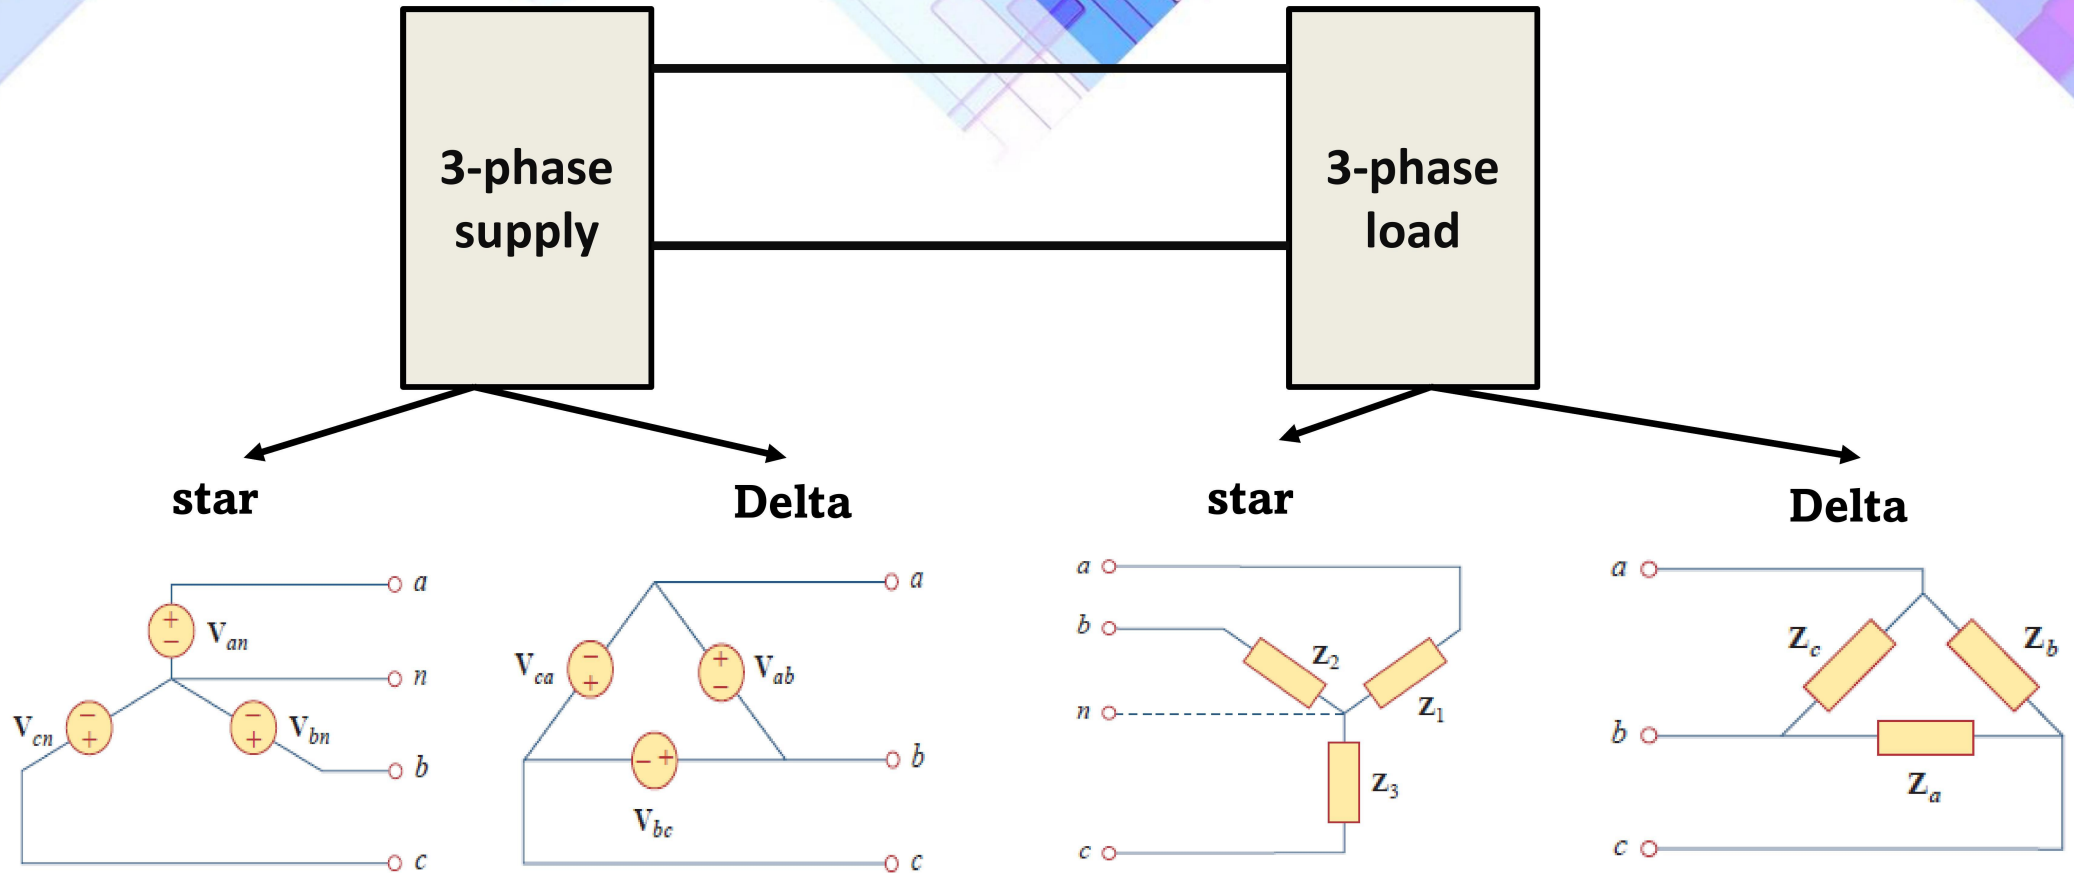 3-phase
supply
3-phase
load
star
Delta
star
Delta
a
+
−
V_an
n
−
+
V_cn
−
+
V_bn
b
c
a
V_ca
−
+
+
−
V_ab
− +
b
V_bc
c
a
b
Z_2
n
Z_1
Z_3
c
a
Z_c
Z_b
b
Z_a
c